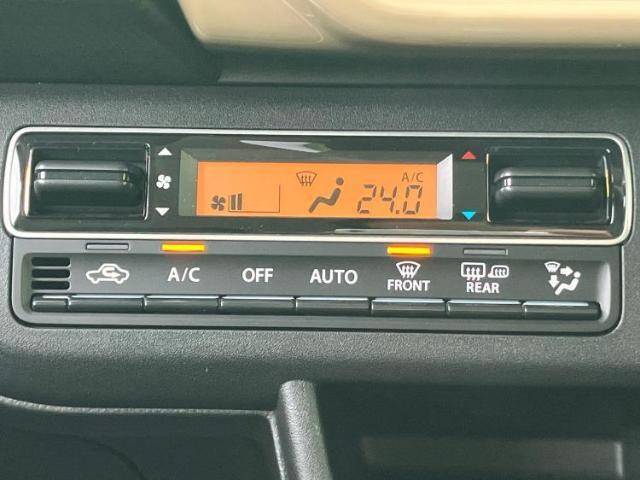 A/C
24.0
A/C
OFF
AUTO
FRONT
REAR